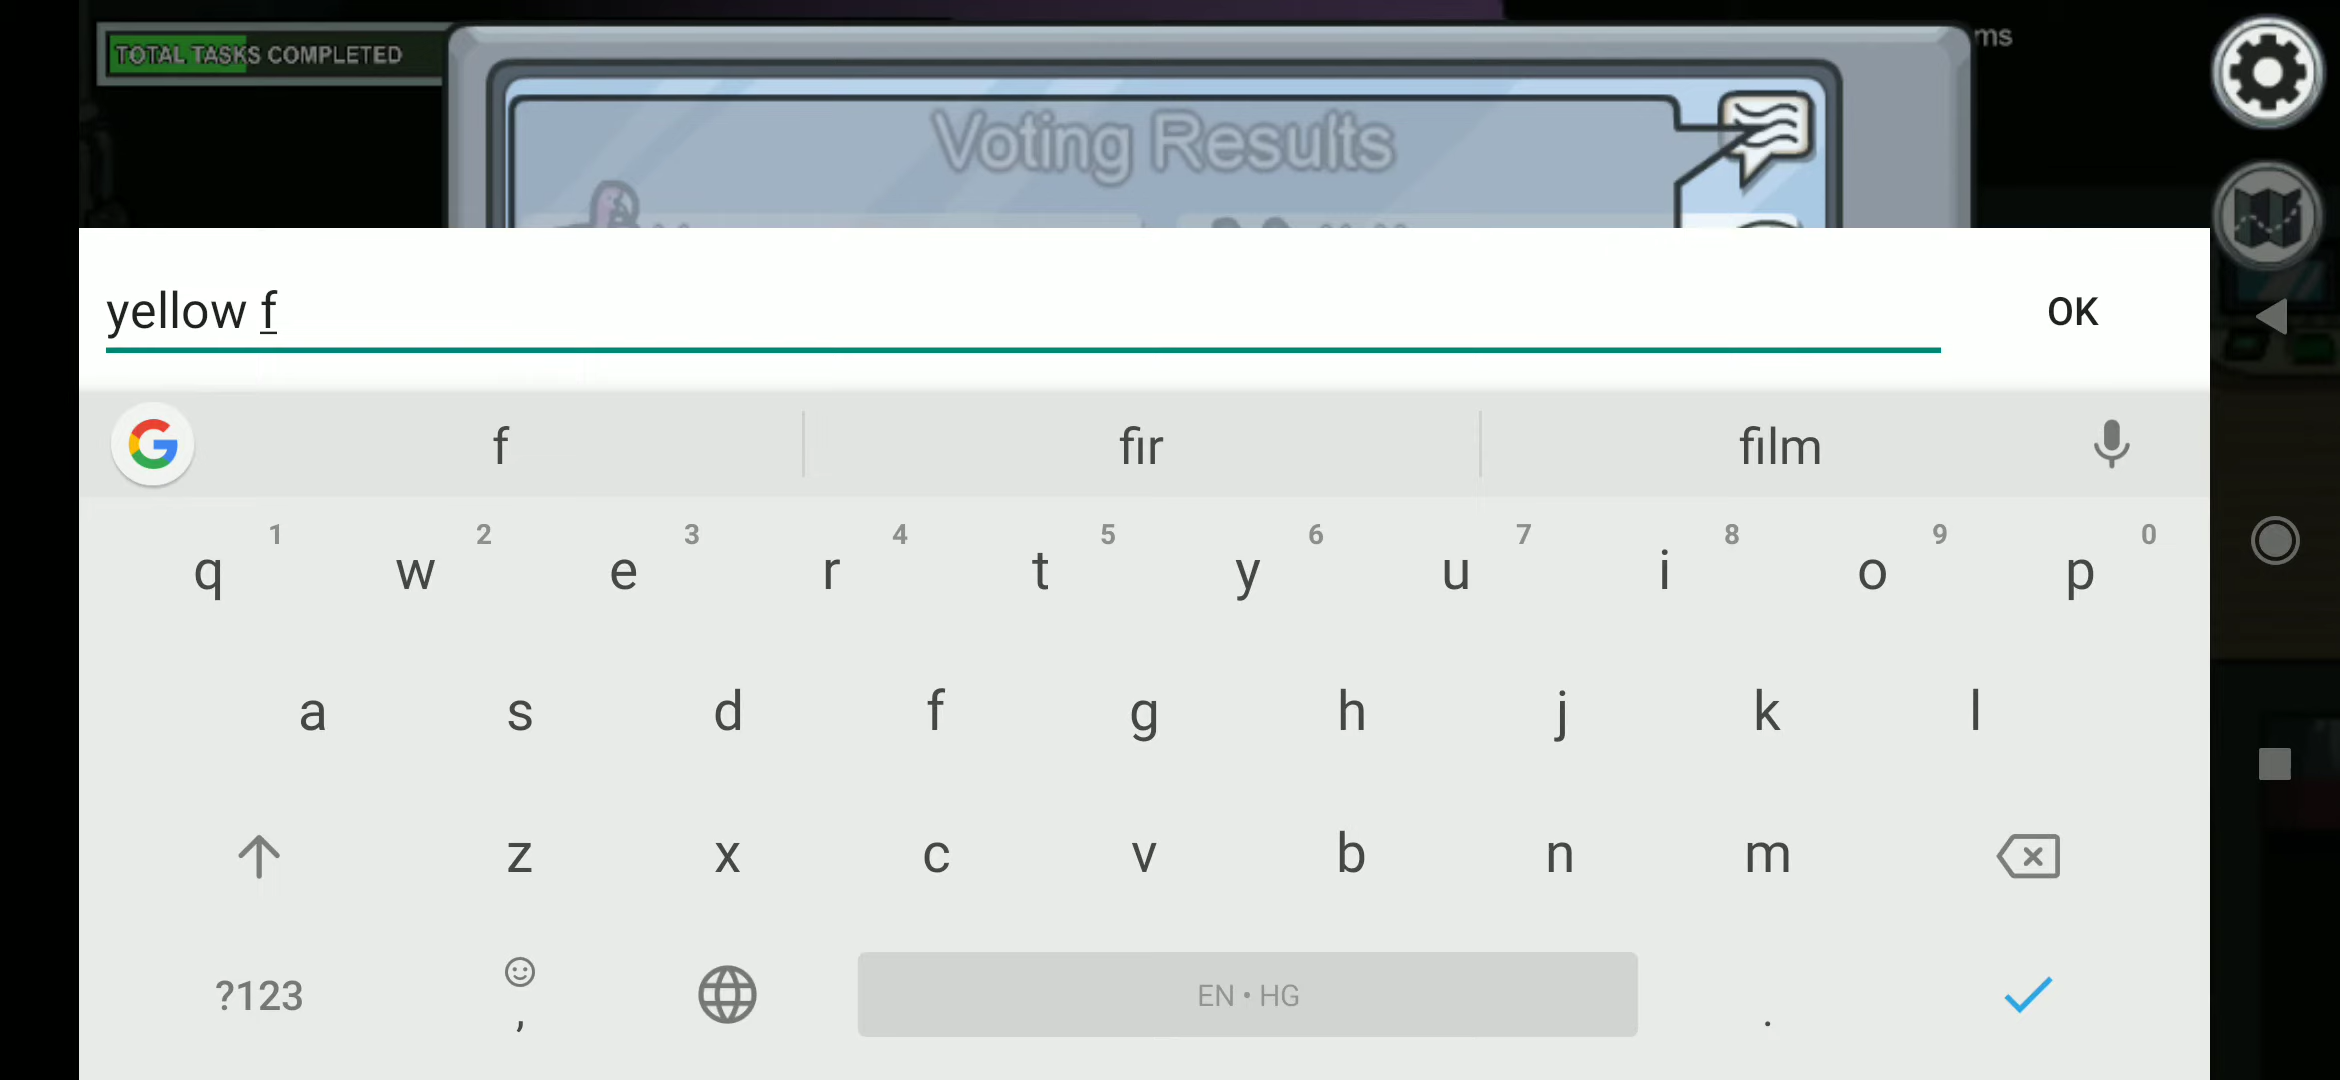 TOTAL TASKS COMPLETED
ms
Voting Results
yellow f
OK
f fir film
1 2 3 4 5 6 7 8 9 0
q w e r t y u i o p
a s d f g h j k l
z x c v b n m
?123 , EN • HG .